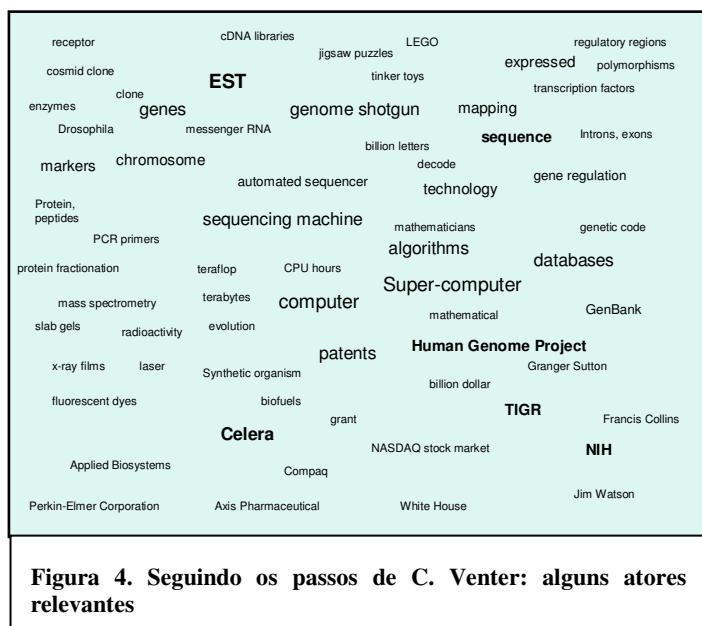 receptor cDNA libraries LEGO regulatory regions
jigsaw puzzles
cosmid clone EST tinker toys expressed polymorphisms
clone transcription factors
enzymes genes genome shotgun mapping
Drosophila messenger RNA sequence Introns, exons
billion letters
markers chromosome decode
automated sequencer technology gene regulation
Protein,
peptides
sequencing machine mathematicians genetic code
PCR primers
algorithms
protein fractionation teraflop CPU hours databases
Super-computer
mass spectrometry terabytes computer GenBank
mathematical
slab gels radioactivity evolution
patents Human Genome Project
x-ray films laser Granger Sutton
Synthetic organism
billion dollar
fluorescent dyes biofuels
TIGR
grant Francis Collins
Celera
NASDAQ stock market NIH
Applied Biosystems
Compaq
Jim Watson
Perkin-Elmer Corporation Axis Pharmaceutical White House
Figura 4. Seguindo os passos de C. Venter: alguns atores
relevantes